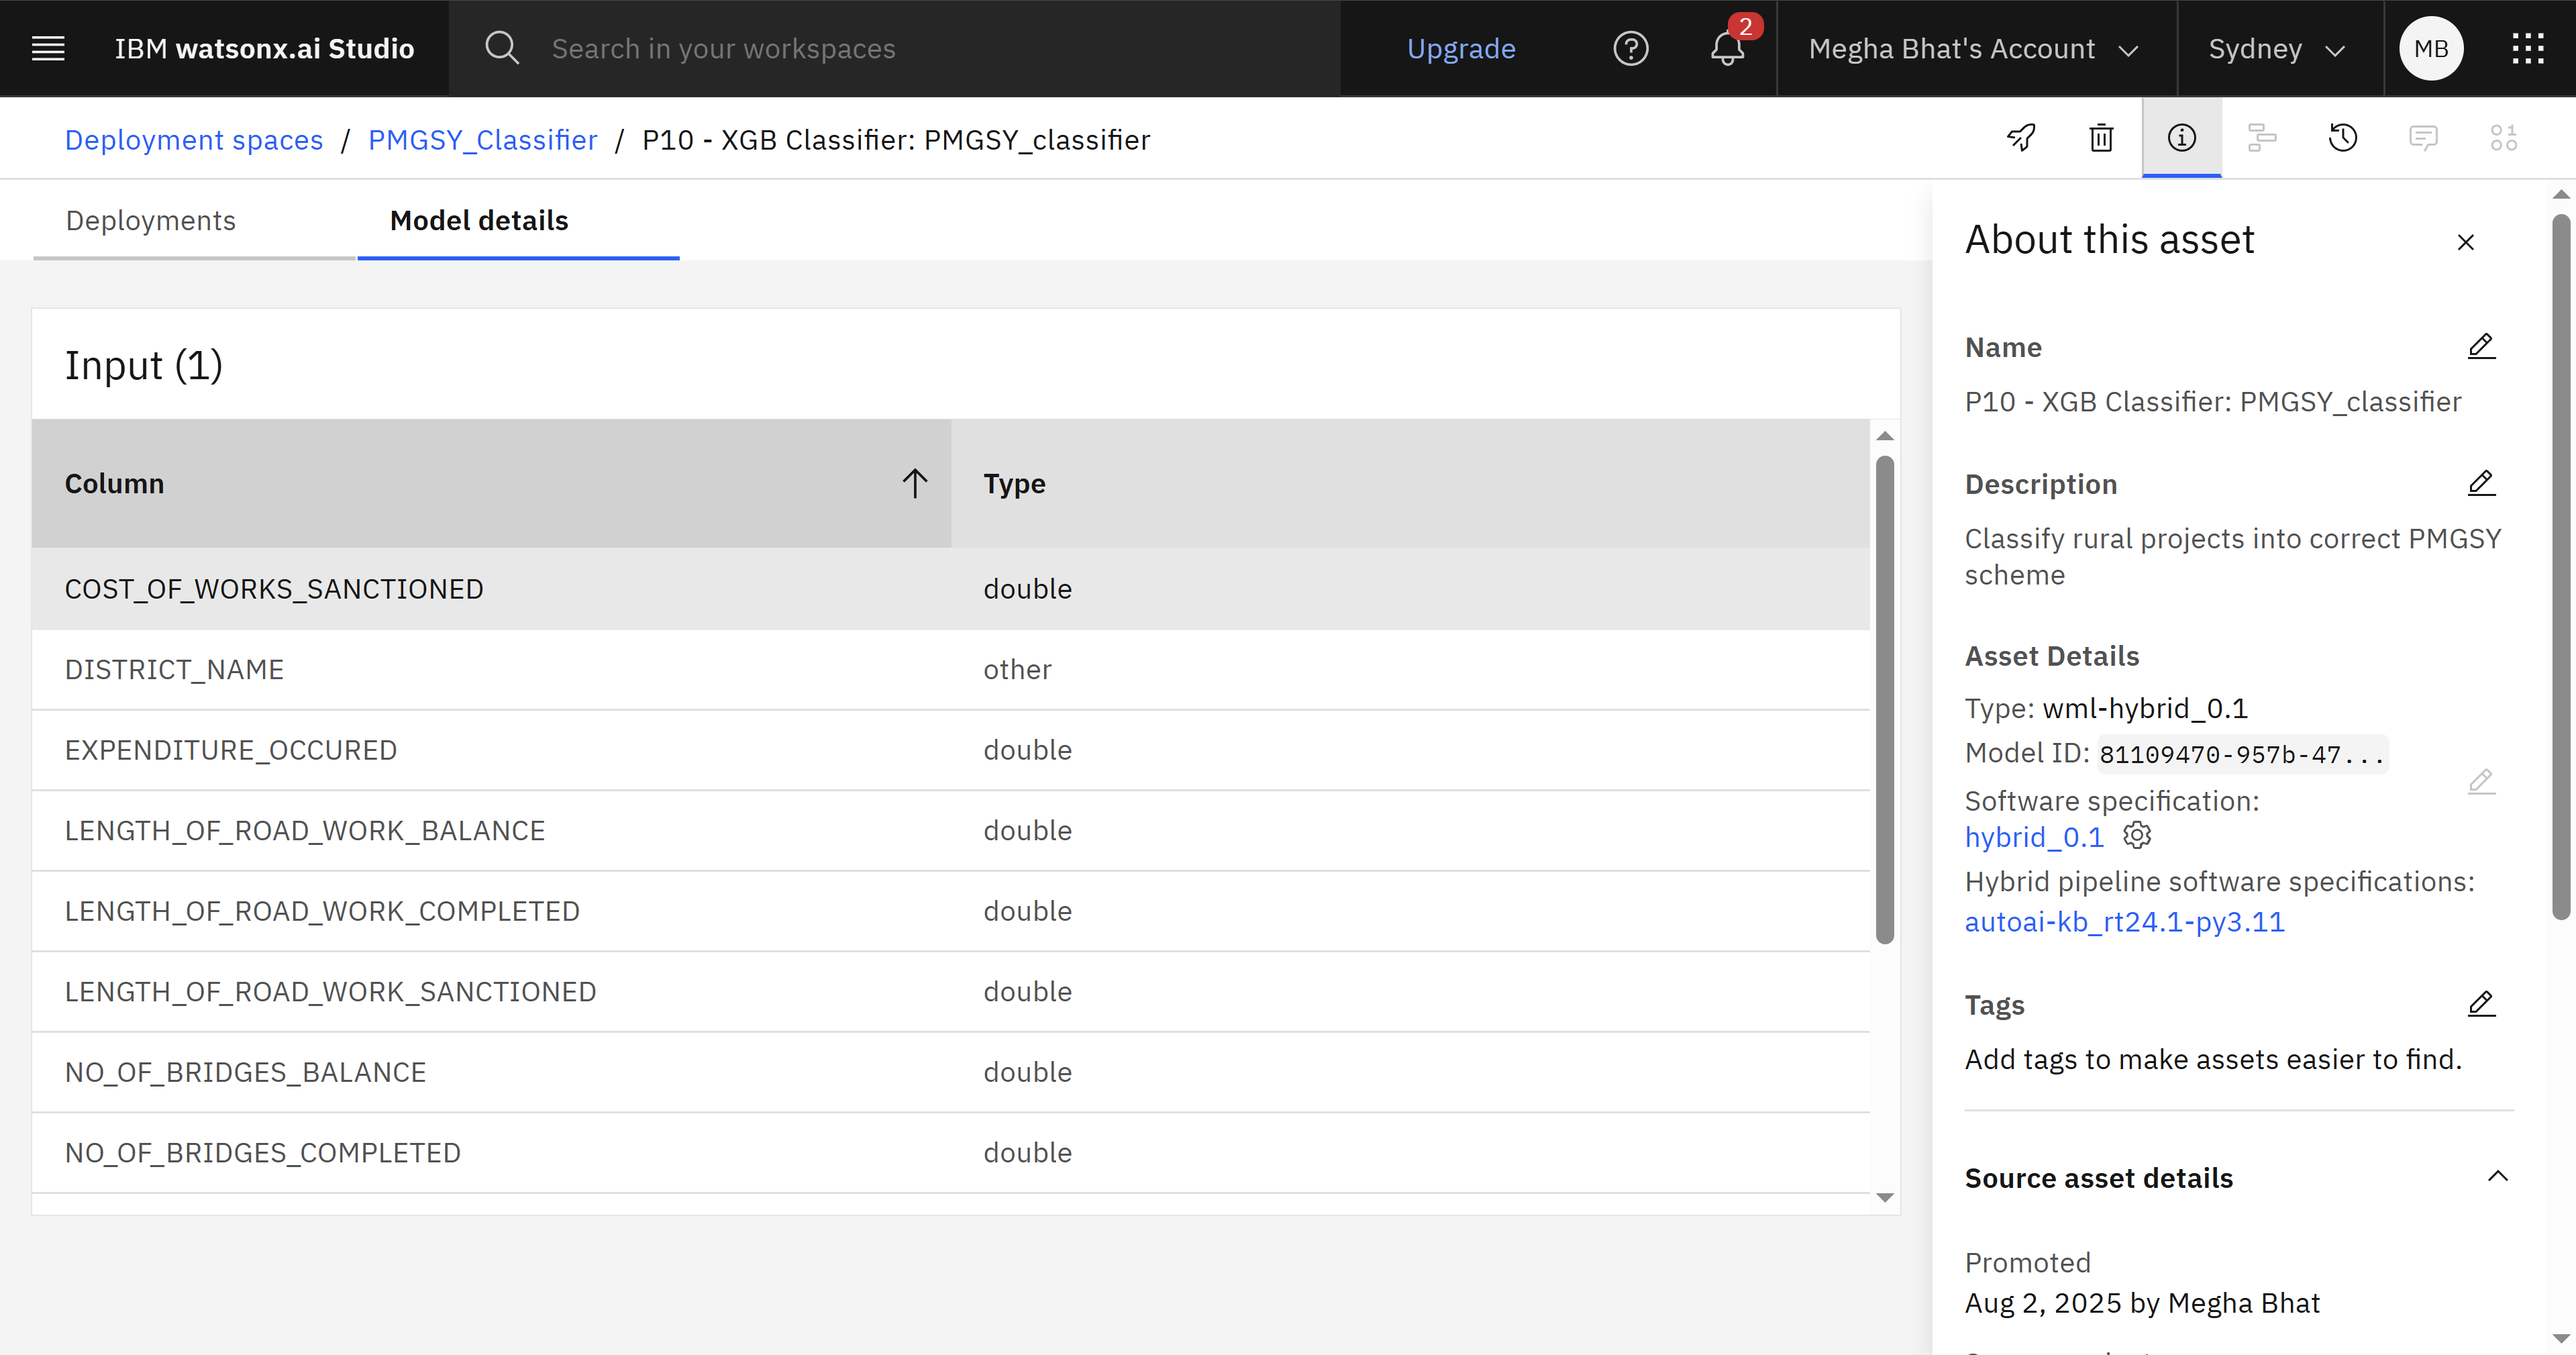 IBM watsonx.ai Studio
Search in your workspaces
Upgrade
2
Megha Bhat's Account
Sydney
MB
Deployment spaces / PMGSY_Classifier / P10 - XGB Classifier: PMGSY_classifier
Deployments
Model details
Input (1)
Column Type
COST_OF_WORKS_SANCTIONED double
DISTRICT_NAME other
EXPENDITURE_OCCURED double
LENGTH_OF_ROAD_WORK_BALANCE double
LENGTH_OF_ROAD_WORK_COMPLETED double
LENGTH_OF_ROAD_WORK_SANCTIONED double
NO_OF_BRIDGES_BALANCE double
NO_OF_BRIDGES_COMPLETED double
About this asset
Name
P10 - XGB Classifier: PMGSY_classifier
Description
Classify rural projects into correct PMGSY
scheme
Asset Details
Type: wml-hybrid_0.1
Model ID: 81109470-957b-47...
Software specification:
hybrid_0.1
Hybrid pipeline software specifications:
autoai-kb_rt24.1-py3.11
Tags
Add tags to make assets easier to find.
Source asset details
Promoted
Aug 2, 2025 by Megha Bhat